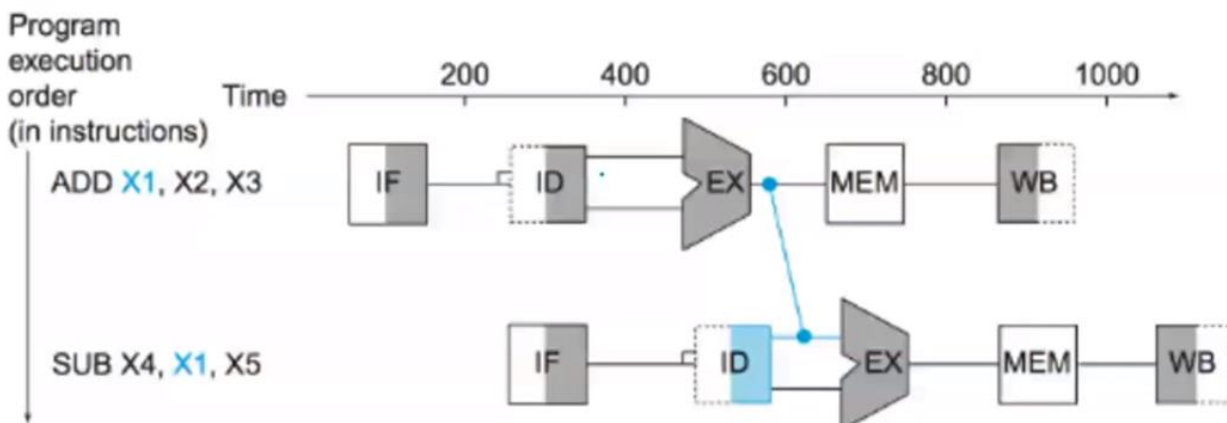 Program
execution
order
(in instructions)
Time
200 400 600 800 1000
ADD X1, X2, X3
IF ID EX MEM WB
SUB X4, X1, X5
IF ID EX MEM WB